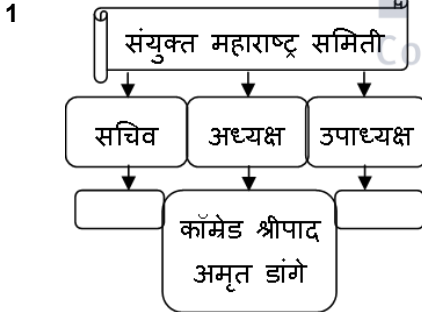 1
संयुक्त महाराष्ट्र समिती
सचिव अध्यक्ष उपाध्यक्ष
कॉम्रेड श्रीपाद
अमृत डांगे